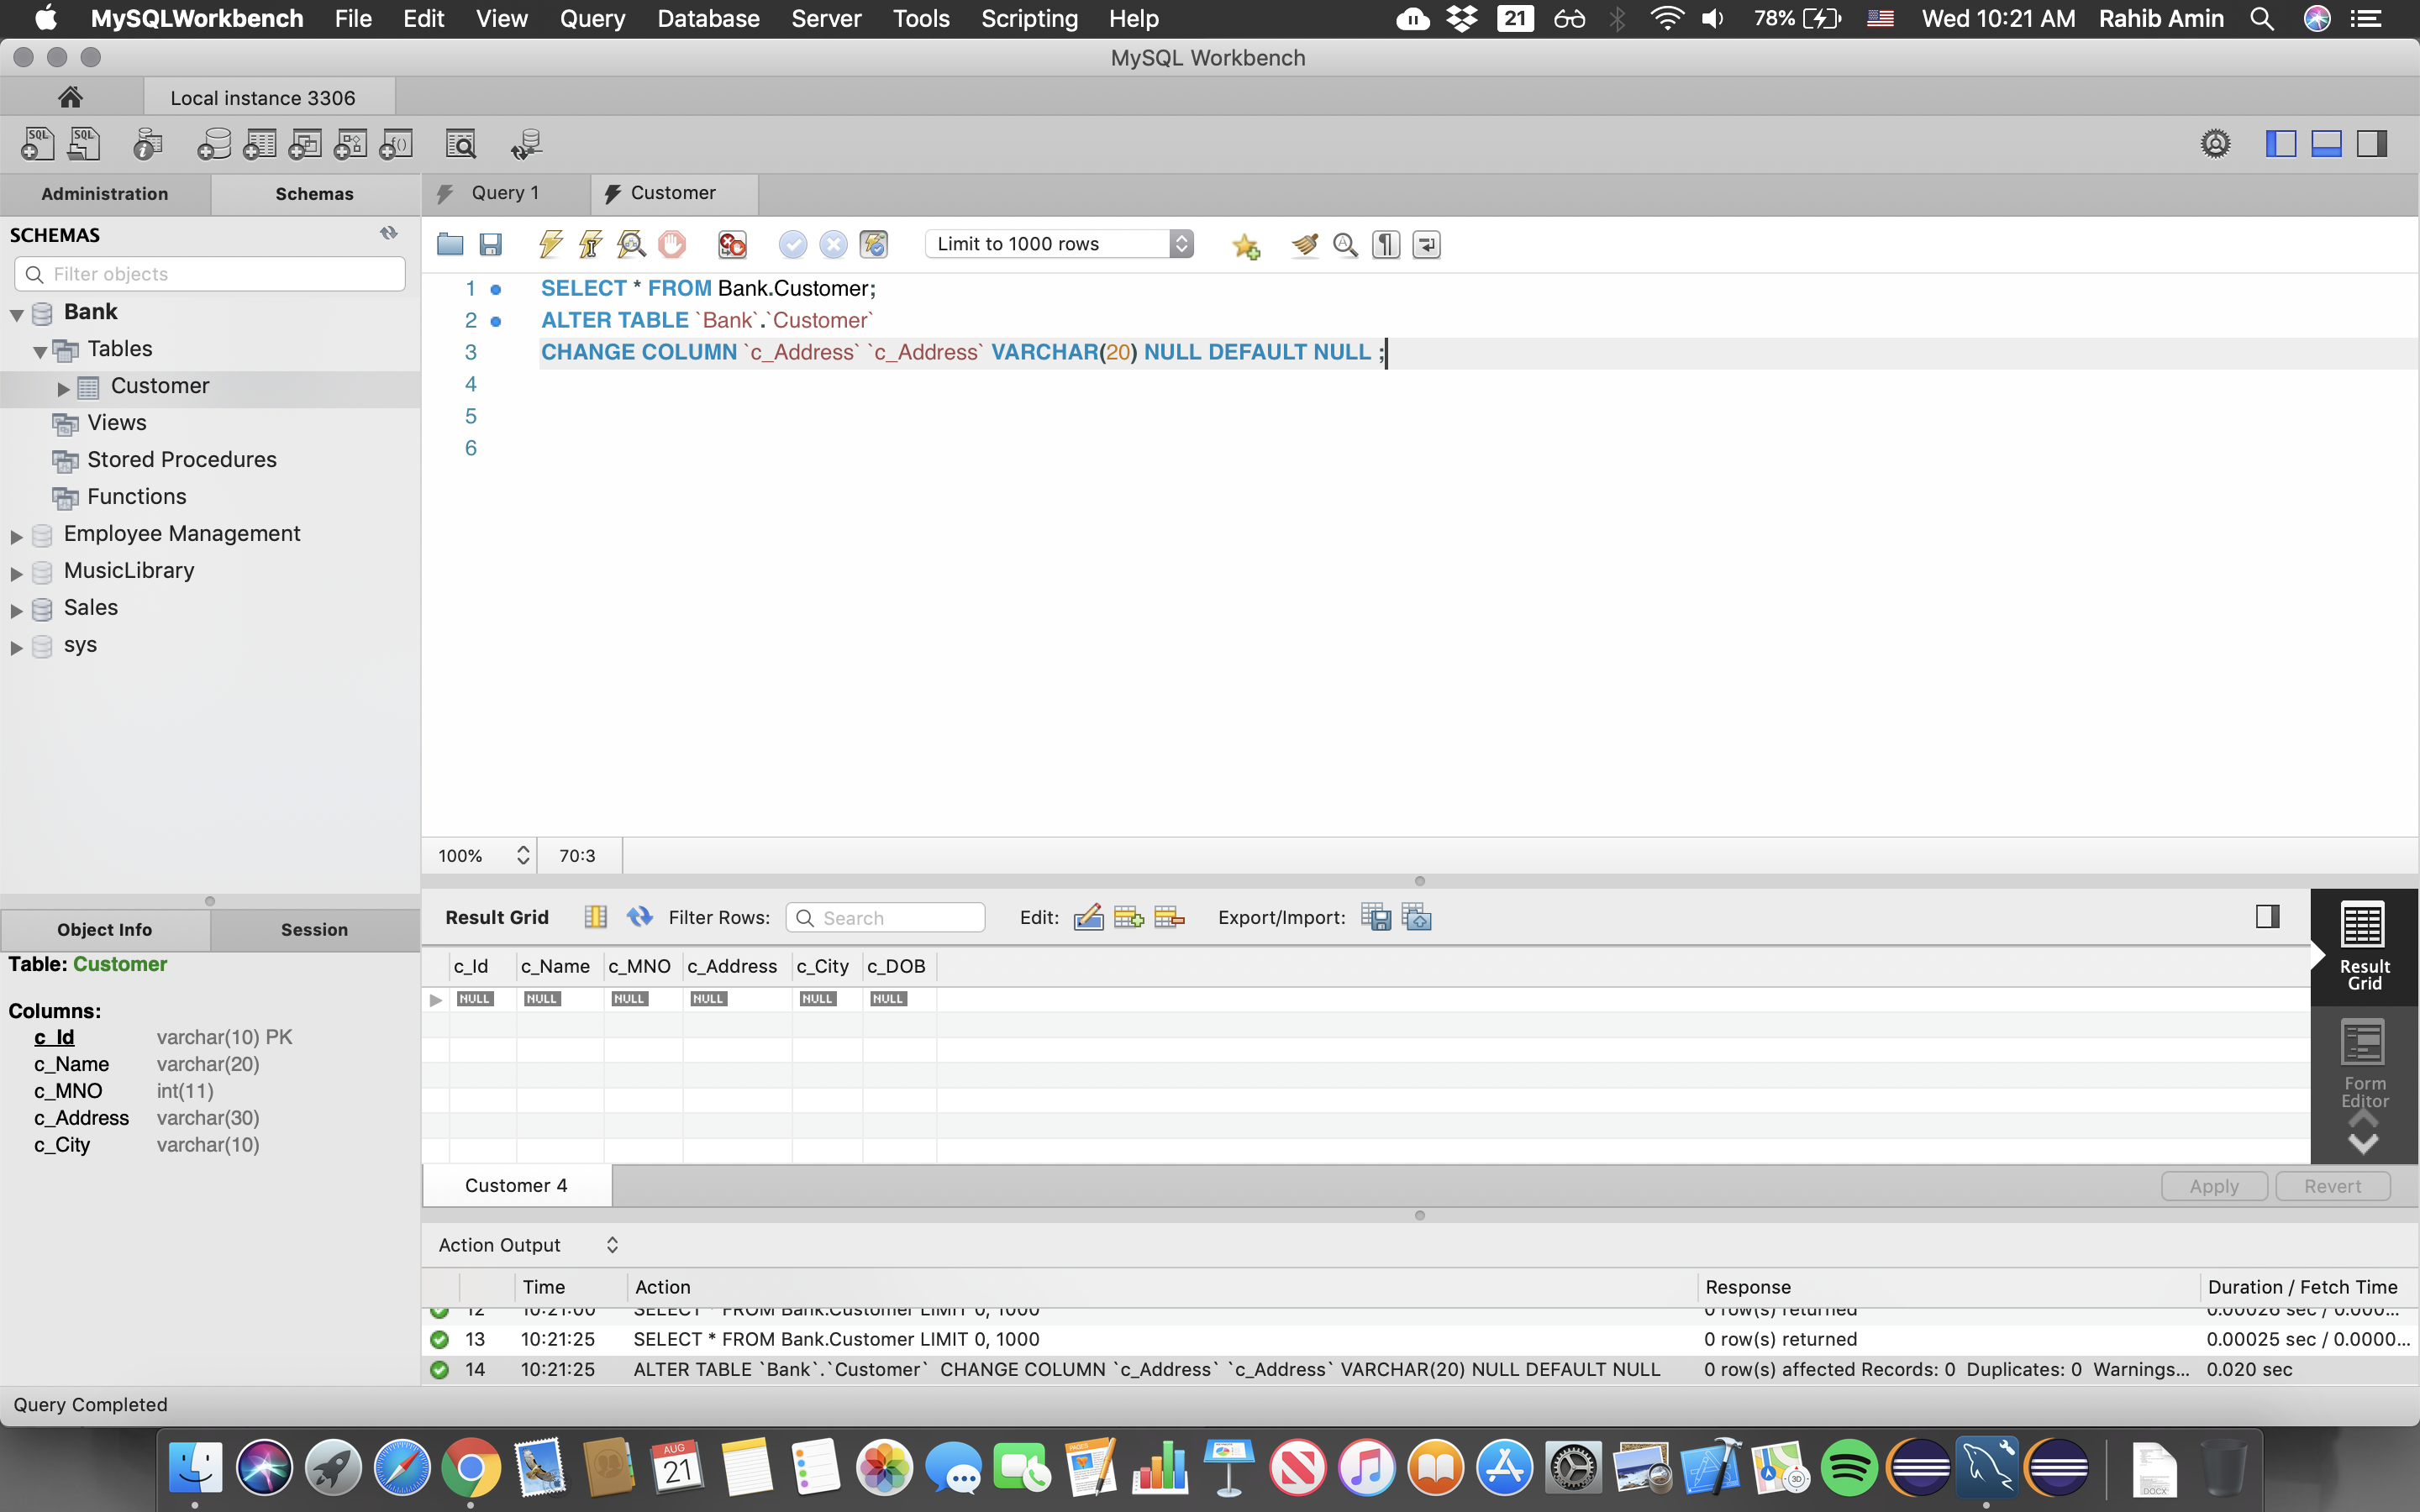 MySQLWorkbench File Edit View Query Database Server Tools Scripting Help 21 78% Wed 10:21 AM Rahib Amin
MySQL Workbench
Local instance 3306
Administration Schemas
Query 1 Customer
SCHEMAS
Filter objects
Limit to 1000 rows
Bank
Tables
Customer
Views
Stored Procedures
Functions
Employee Management
MusicLibrary
Sales
sys
1 SELECT * FROM Bank.Customer;
2 ALTER TABLE `Bank`.`Customer`
3 CHANGE COLUMN `c_Address` `c_Address` VARCHAR(20) NULL DEFAULT NULL ;
4
5
6
100% 70:3
Object Info Session
Table: Customer
Columns:
c_Id varchar(10) PK
c_Name varchar(20)
c_MNO int(11)
c_Address varchar(30)
c_City varchar(10)
Result Grid Filter Rows: Search Edit: Export/Import:
c_Id c_Name c_MNO c_Address c_City c_DOB
NULL NULL NULL NULL NULL NULL
Result
Grid
Form
Editor
Customer 4 Apply Revert
Action Output
Time Action Response Duration / Fetch Time
12 10:21:00 SELECT * FROM Bank.Customer LIMIT 0, 1000 0 row(s) returned 0.00026 sec / 0.000...
13 10:21:25 SELECT * FROM Bank.Customer LIMIT 0, 1000 0 row(s) returned 0.00025 sec / 0.0000...
14 10:21:25 ALTER TABLE `Bank`.`Customer` CHANGE COLUMN `c_Address` `c_Address` VARCHAR(20) NULL DEFAULT NULL 0 row(s) affected Records: 0 Duplicates: 0 Warnings... 0.020 sec
Query Completed
AUG
21
PAGES
3D
DOCX